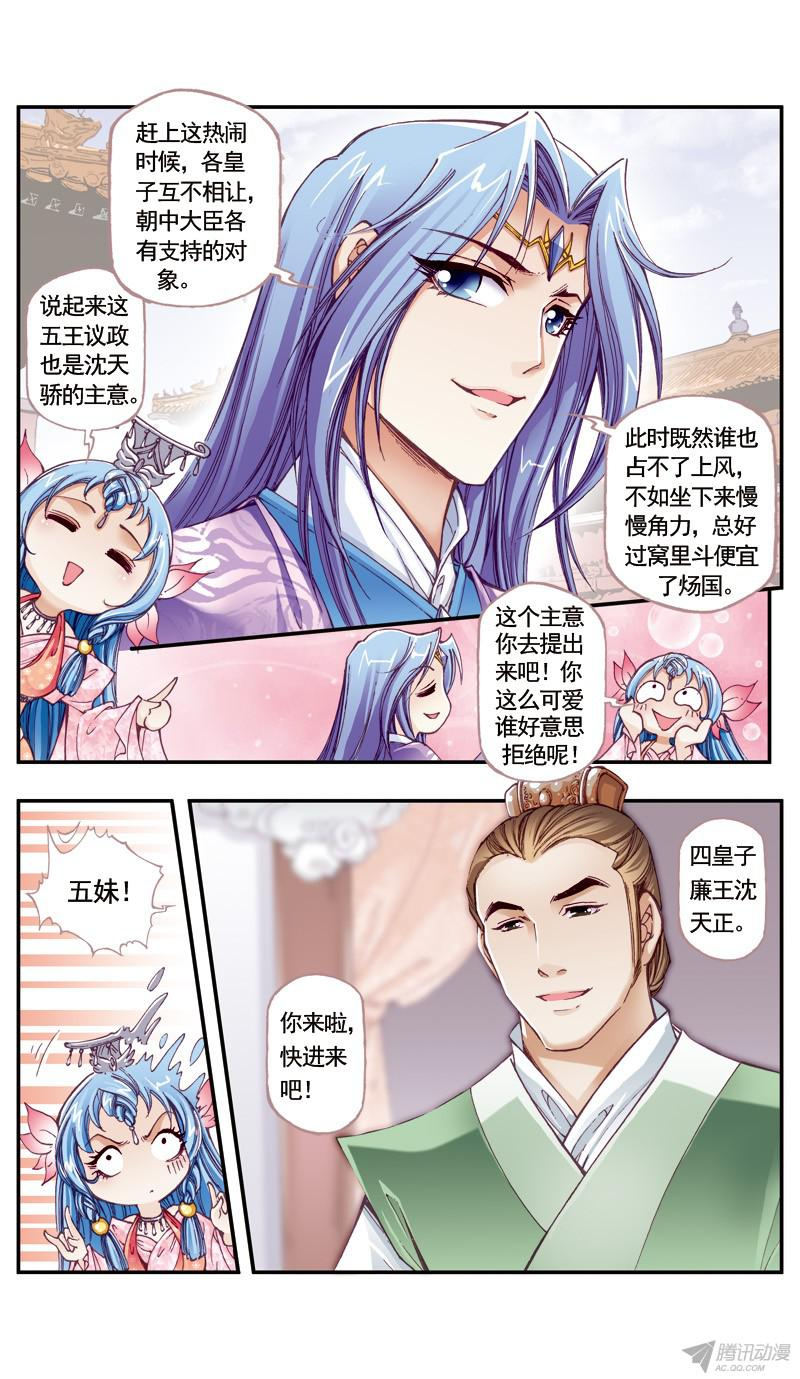 说起来这
五王议政
也是沈天
骄的主意。
赶上这热闹
时候，各皇
子互不相让，
朝中大臣各
有支持的对
象。
此时既然谁也
占不了上风，
不如坐下来慢
慢角力，总好
过窝里斗便宜
了炀国。
这个主意
你去提出
来吧！你
这么可爱
谁好意思
拒绝呢！
五妹！
四皇子
廉王沈
天正。
你来啦，
快进来
吧！
腾讯动漫
AC.QQ.COM